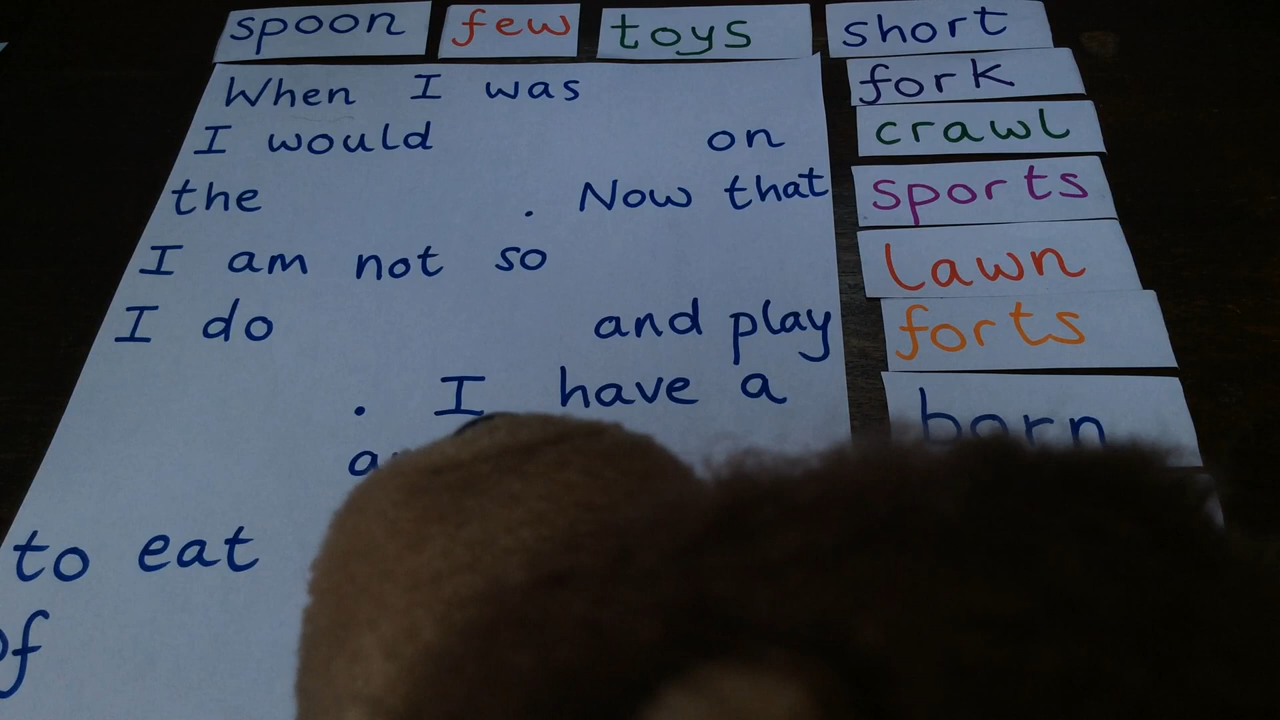 spoon few toys short
fork
crawl
sports
lawn
forts
born
When I was
I would on
the . Now that
I am not so
I do and play
. I have a
to eat
of